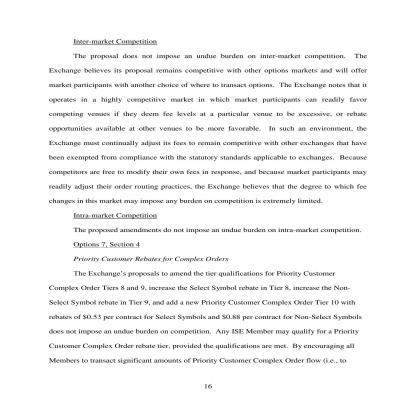 Inter-market Competition
The proposal does not impose an undue burden on inter-market competition. The
Exchange believes its proposal remains competitive with other options markets and will offer
market participants with another choice of where to transact options. The Exchange notes that it
operates in a highly competitive market in which market participants can readily favor
competing venues if they deem fee levels at a particular venue to be excessive, or rebate
opportunities available at other venues to be more favorable. In such an environment, the
Exchange must continually adjust its fees to remain competitive with other exchanges that have
been exempted from compliance with the statutory standards applicable to exchanges. Because
competitors are free to modify their own fees in response, and because market participants may
readily adjust their order routing practices, the Exchange believes that the degree to which fee
changes in this market may impose any burden on competition is extremely limited.
Intra-market Competition
The proposed amendments do not impose an undue burden on intra-market competition.
Options 7, Section 4
Priority Customer Rebates for Complex Orders
The Exchange's proposals to amend the tier qualifications for Priority Customer
Complex Order Tiers 8 and 9, increase the Select Symbol rebate in Tier 8, increase the Non-
Select Symbol rebate in Tier 9, and add a new Priority Customer Complex Order Tier 10 with
rebates of $0.53 per contract for Select Symbols and $0.88 per contract for Non-Select Symbols
does not impose an undue burden on competition. Any ISE Member may qualify for a Priority
Customer Complex Order rebate tier, provided the qualifications are met. By encouraging all
Members to transact significant amounts of Priority Customer Complex Order flow (i.e., to
16